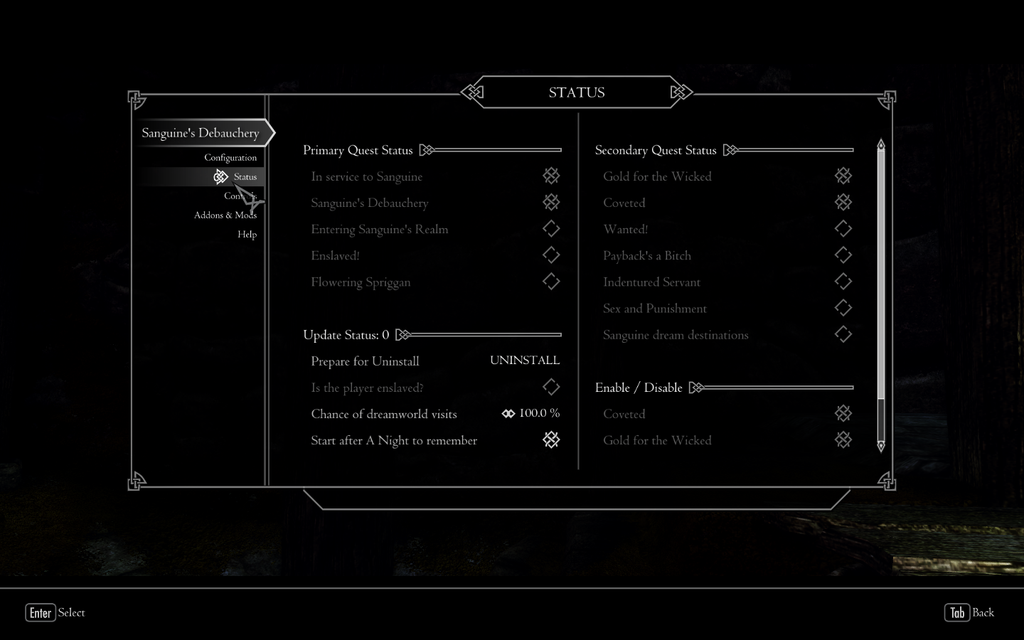 STATUS
Sanguine's Debauchery
Configuration
Status
Addons & Mods
Help
Primary Quest Status
In service to Sanguine
Sanguine's Debauchery
Entering Sanguine's Realm
Enslaved!
Flowering Spriggan
Update Status: 0
Prepare for Uninstall UNINSTALL
Is the player enslaved?
Chance of dreamworld visits 100.0 %
Start after A Night to remember
Secondary Quest Status
Gold for the Wicked
Coveted
Wanted!
Payback's a Bitch
Indentured Servant
Sex and Punishment
Sanguine dream destinations
Enable / Disable
Coveted
Gold for the Wicked
Enter Select
Tab Back